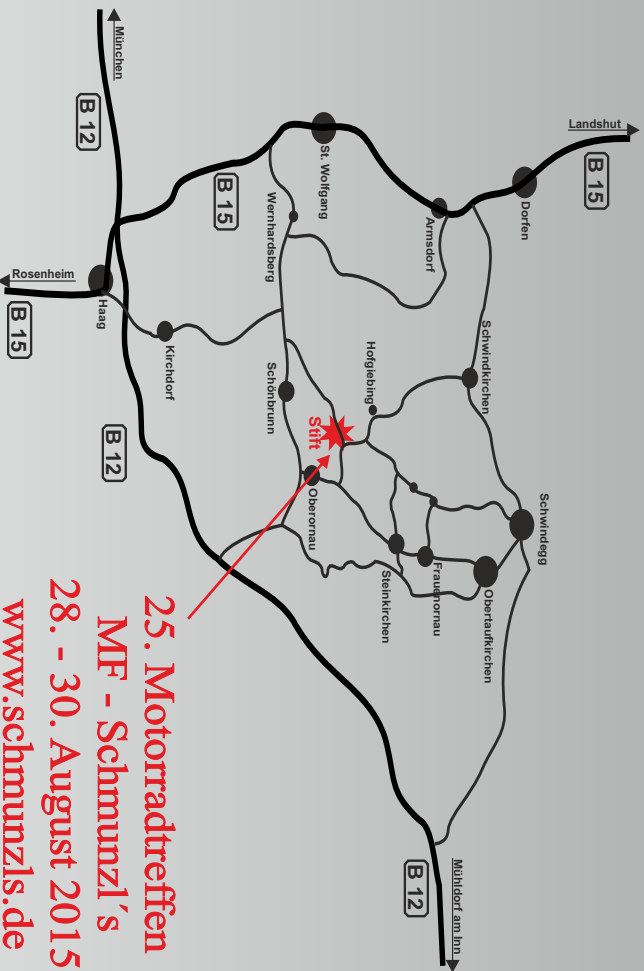 Landshut
B 15
Dorfen
St. Wolfgang
Armsdorf
München
B 12
B 15
Wernhardsberg
Schwindkirchen
Rosenheim
B 15
Haag
Kirchdorf
Hofgiebing
Schönbrunn
Stift
B 12
Oberornau
Schwindegg
Steinkirchen
Frauenornau
Obertaufkirchen
Mühldorf am Inn
B 12
25. Motorradtreffen
MF - Schmunzl´s
28. - 30. August 2015
www.schmunzls.de